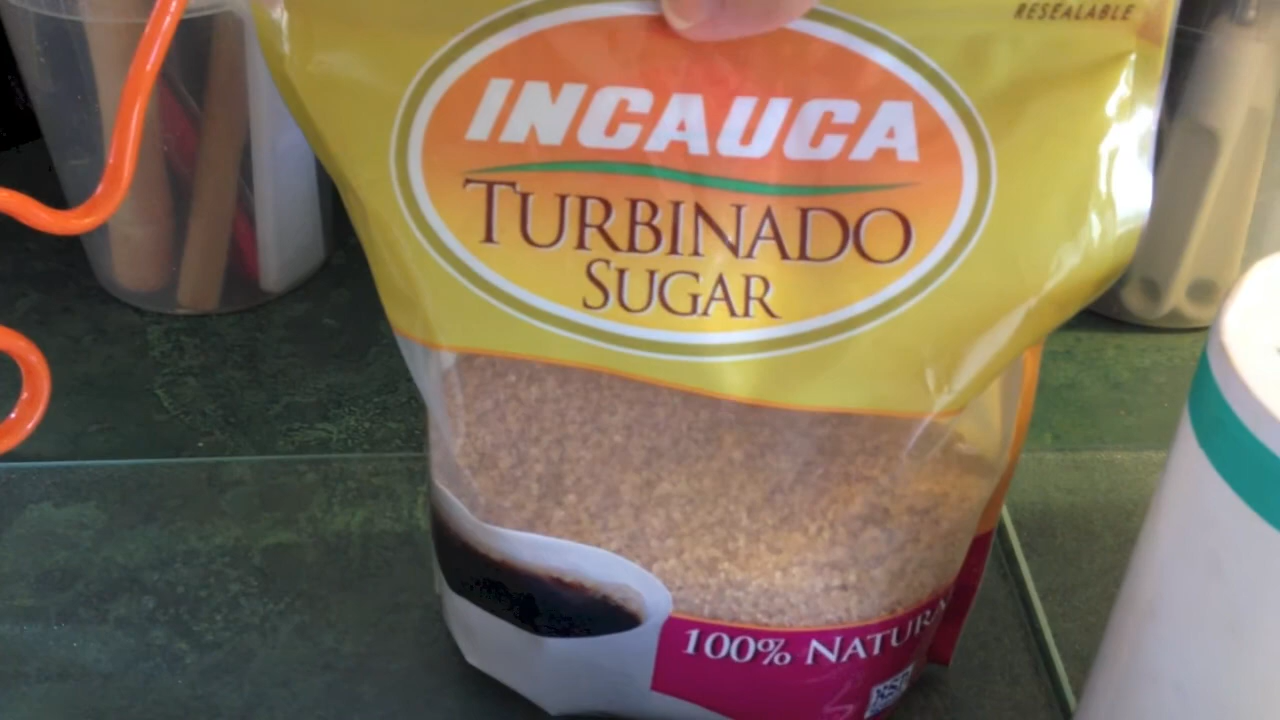 RESEALABLE
INCAUCA
TURBINADO
SUGAR
100% NATURA